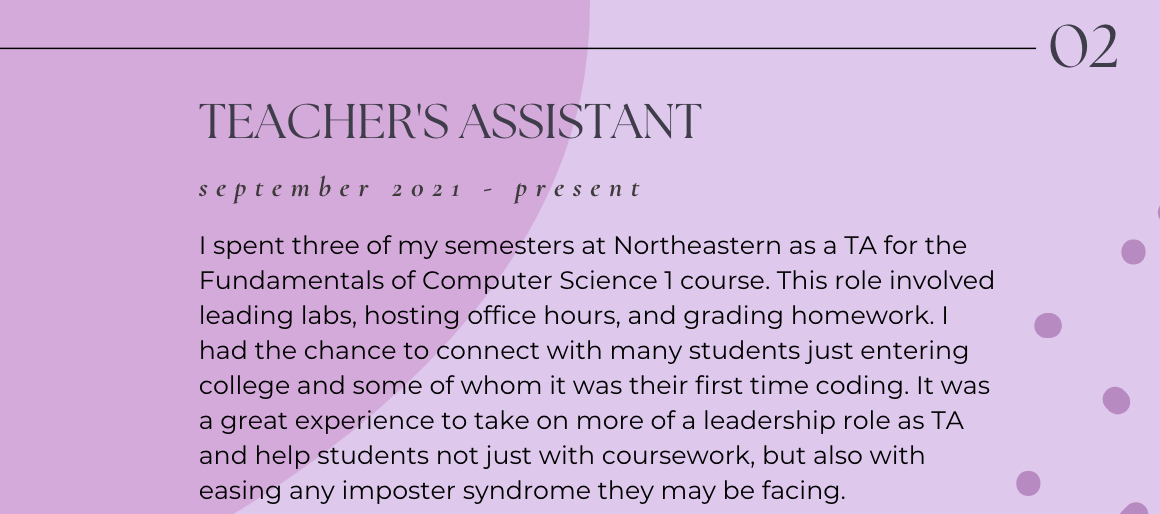 02
TEACHER'S ASSISTANT
september 2021 - present
I spent three of my semesters at Northeastern as a TA for the
Fundamentals of Computer Science 1 course. This role involved
leading labs, hosting office hours, and grading homework. I
had the chance to connect with many students just entering
college and some of whom it was their first time coding. It was
a great experience to take on more of a leadership role as TA
and help students not just with coursework, but also with
easing any imposter syndrome they may be facing.